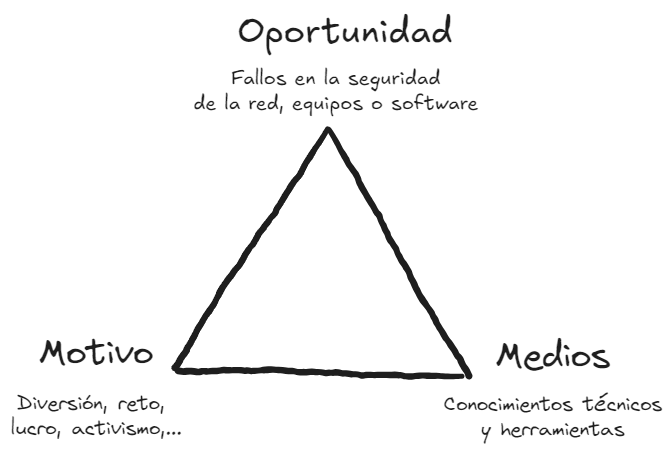 Oportunidad
Fallos en la seguridad
de la red, equipos o software
Motivo
Diversión, reto,
lucro, activismo,...
Medios
Conocimientos técnicos
y herramientas